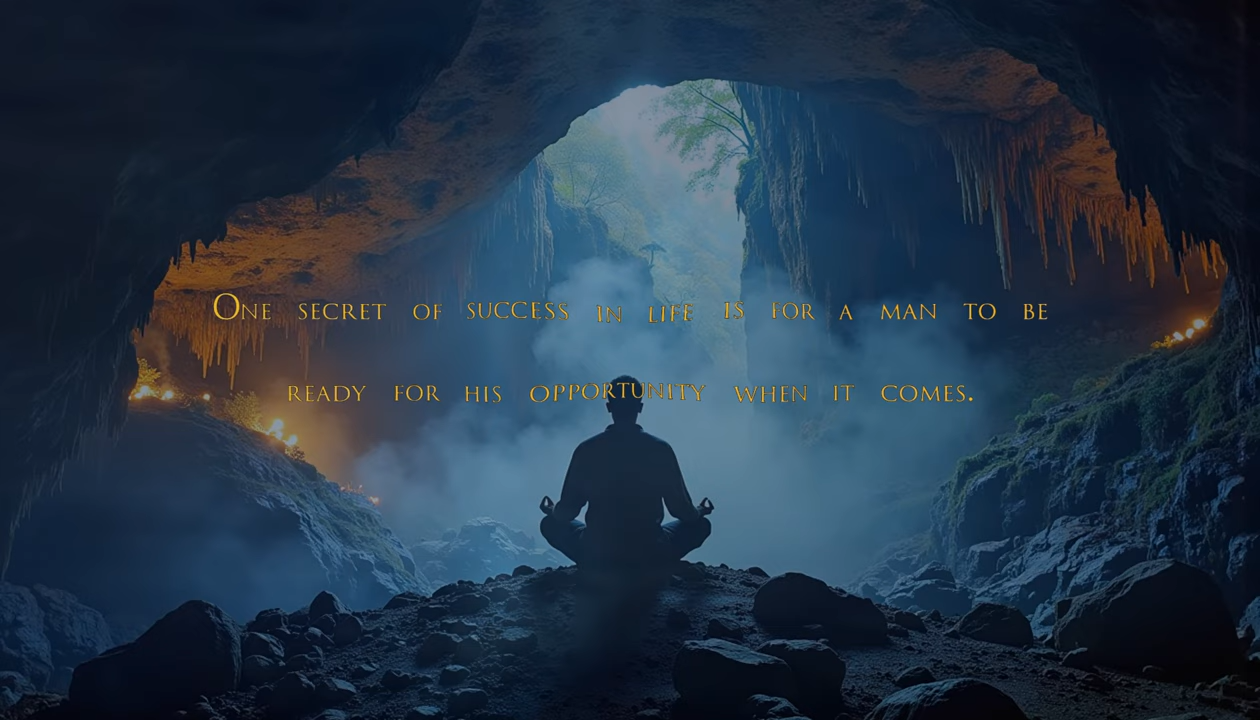 One secret of success in life is for a man to be
ready for his opportunity when it comes.